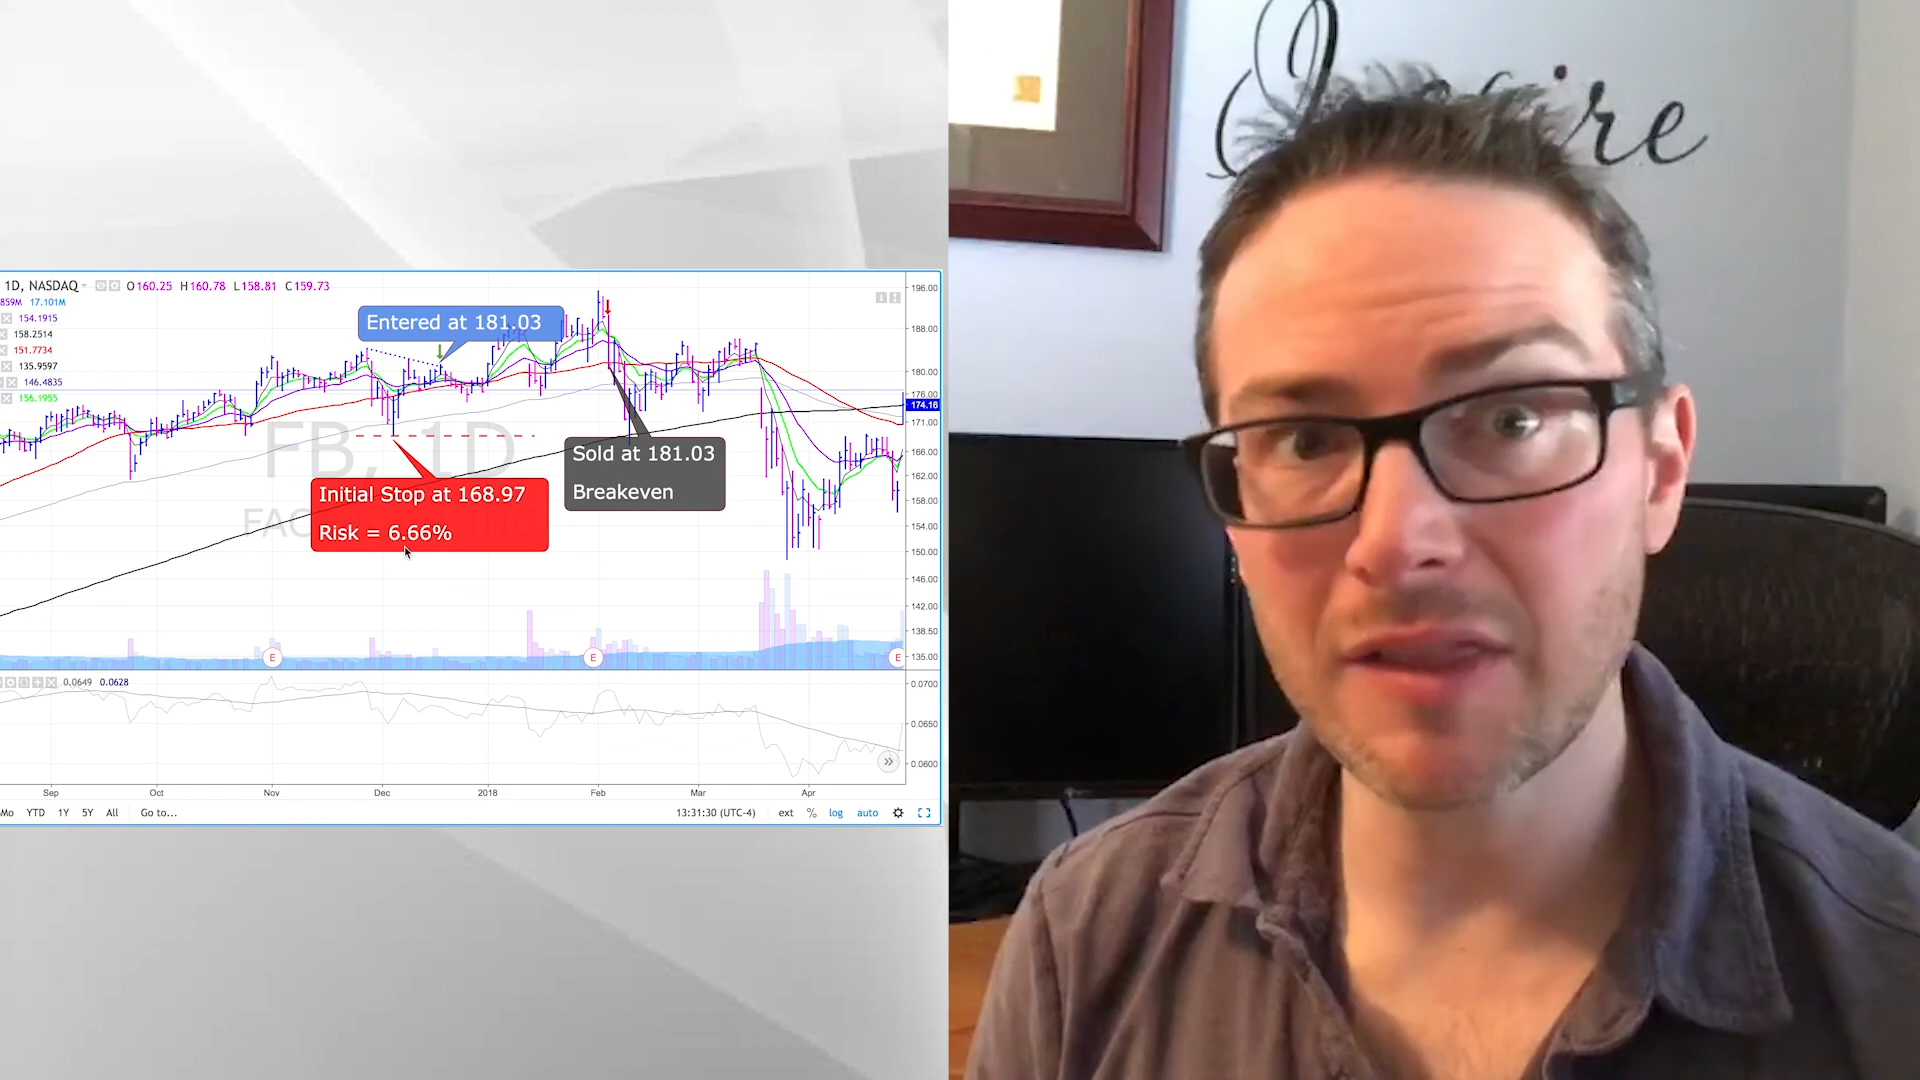 1D, NASDAQ O160.25 H160.78 L158.81 C159.73
859M 17.101M
154.1915
158.2514
151.7734
135.9597
146.4835
156.1955
Entered at 181.03
Initial Stop at 168.97
Risk = 6.66%
Sold at 181.03
Breakeven
FB, 1D
196.00
188.00
180.00
176.00
174.16
171.00
166.00
162.00
158.00
154.00
150.00
146.00
142.00
138.50
135.00
E E E
0.0649 0.0628
0.0700
0.0650
0.0600
Sep Oct Nov Dec 2018 Feb Mar Apr
Mo YTD 1Y 5Y All Go to... 13:31:30 (UTC-4) ext % log auto